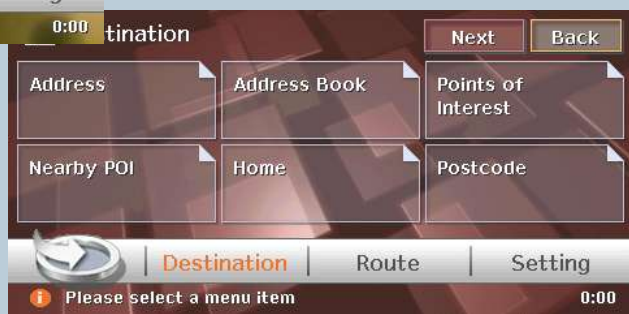 0:00
tination
Next
Back
Address
Address Book
Points of
Interest
Nearby POI
Home
Postcode
Destination
Route
Setting
Please select a menu item
0:00